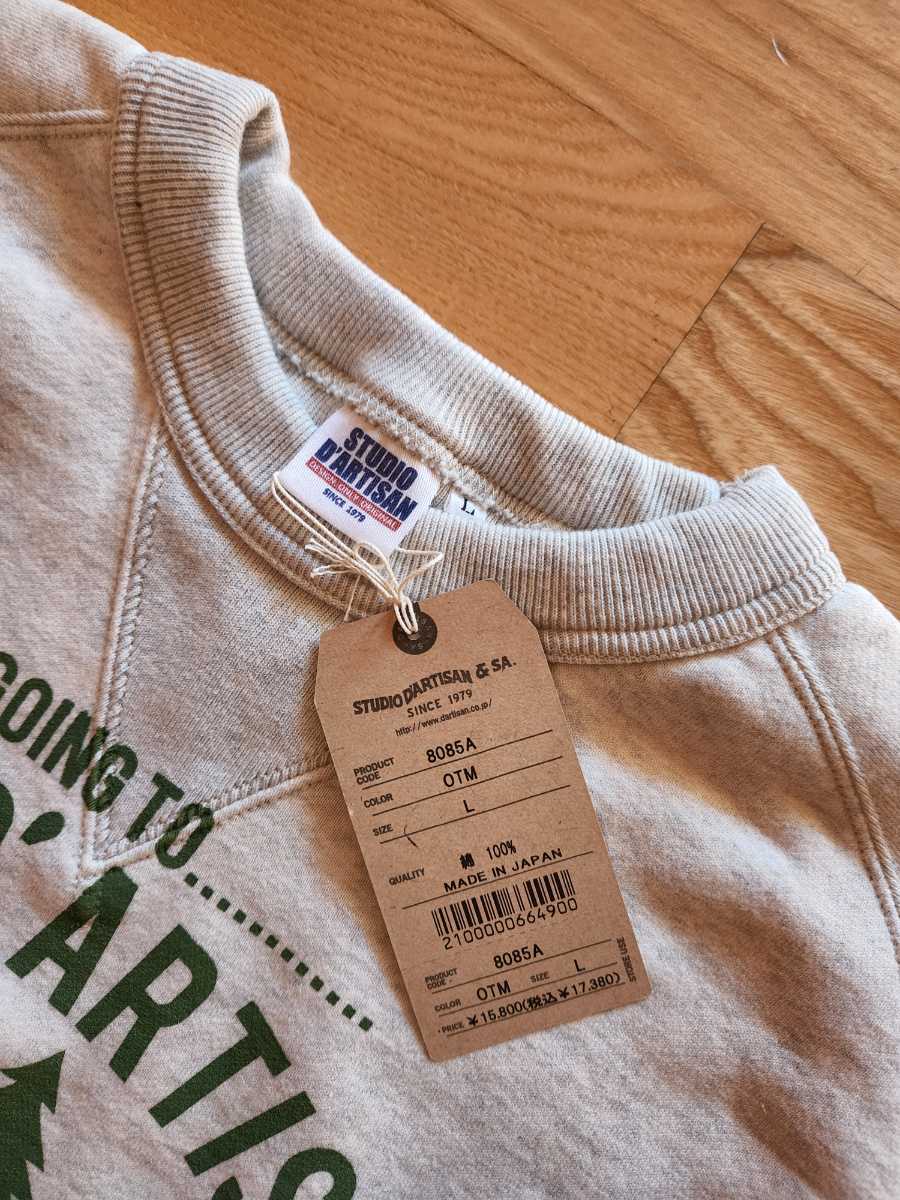 STUDIO
D'ARTISAN
DESIGN ONLY ORIGINAL
SINCE 1979
L
STUDIO D'ARTISAN & SA.
SINCE 1979
http://www.dartisan.co.jp/
PRODUCT CODE 8085A
COLOR OTM
SIZE L
QUALITY 綿 100%
MADE IN JAPAN
2100000664900
PRODUCT CODE 8085A
COLOR OTM SIZE L
PRICE ¥15,800(税込¥17,380)
STORE USE
GOING TO.............
D'ARTIS